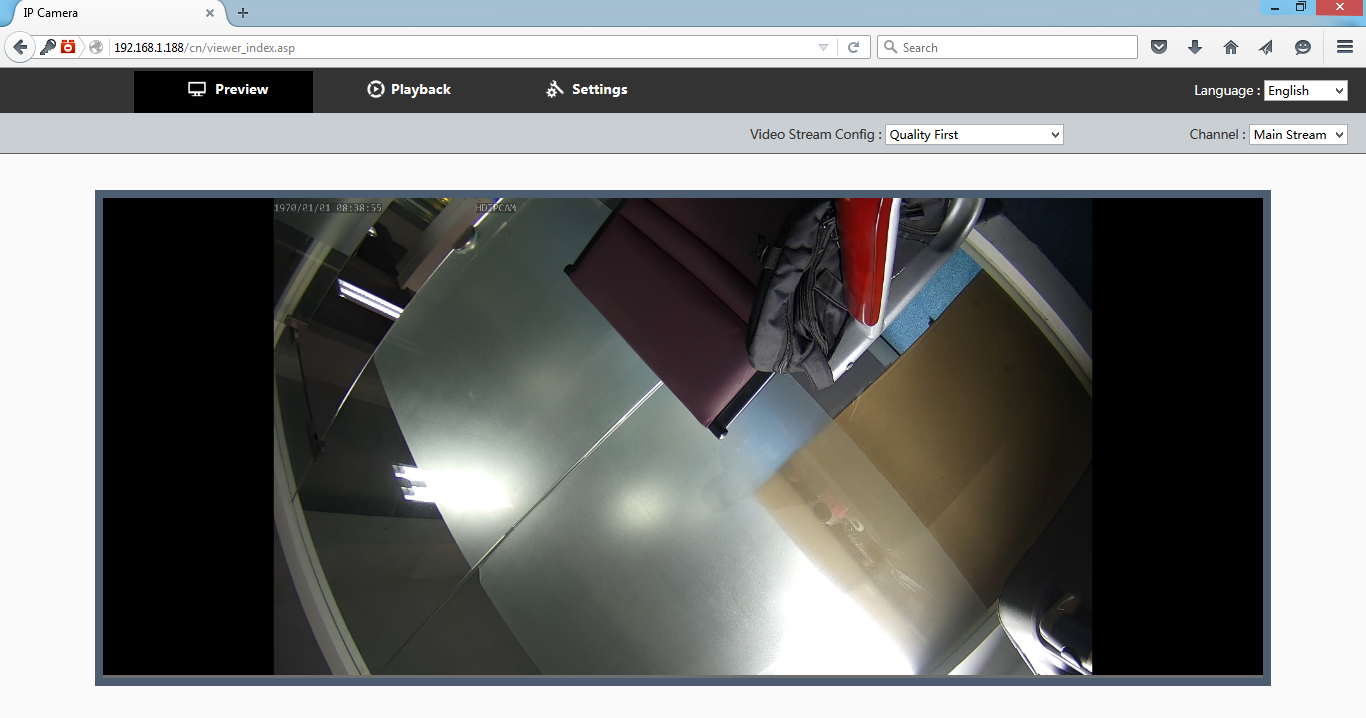 IP Camera
192.168.1.188/cn/viewer_index.asp
Search
Preview
Playback
Settings
Language :
English
Video Stream Config :
Quality First
Channel :
Main Stream
1970/01/01 08:38:55
HDIPCAM